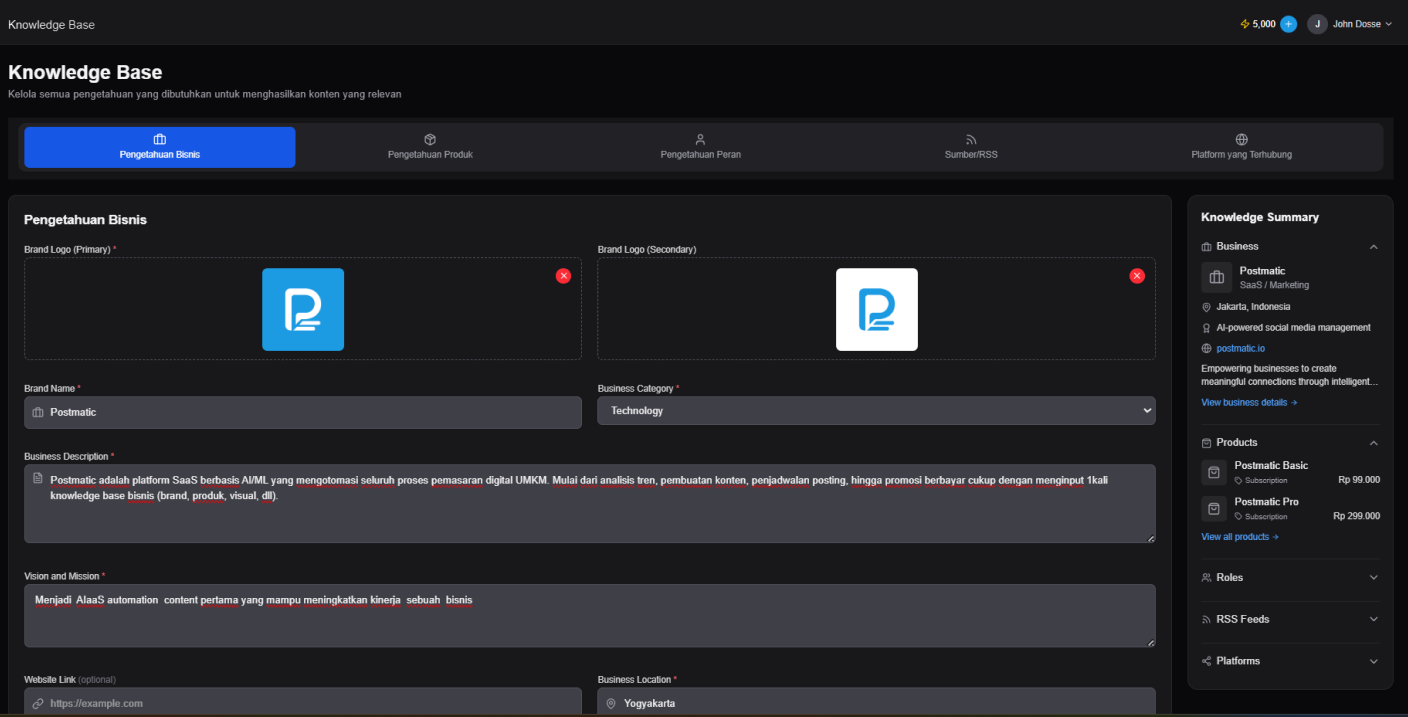 Knowledge Base
5,000
J
John Dosse
Knowledge Base
Kelola semua pengetahuan yang dibutuhkan untuk menghasilkan konten yang relevan
Pengetahuan Bisnis
Pengetahuan Produk
Pengetahuan Peran
Sumber/RSS
Platform yang Terhubung
Pengetahuan Bisnis
Brand Logo (Primary) *
Brand Logo (Secondary)
Brand Name *
Postmatic
Business Category *
Technology
Business Description *
Postmatic adalah platform SaaS berbasis AI/ML yang mengotomasi seluruh proses pemasaran digital UMKM. Mulai dari analisis tren, pembuatan konten, penjadwalan posting, hingga promosi berbayar cukup dengan menginput 1kali
knowledge base bisnis (brand, produk, visual, dll).
Vision and Mission *
Menjadi AIaaS automation content pertama yang mampu meningkatkan kinerja sebuah bisnis
Website Link (optional)
https://example.com
Business Location *
Yogyakarta
Knowledge Summary
Business
Postmatic
SaaS / Marketing
Jakarta, Indonesia
AI-powered social media management
postmatic.io
Empowering businesses to create
meaningful connections through intelligent...
View business details →
Products
Postmatic Basic
Subscription
Rp 99.000
Postmatic Pro
Subscription
Rp 299.000
View all products →
Roles
RSS Feeds
Platforms